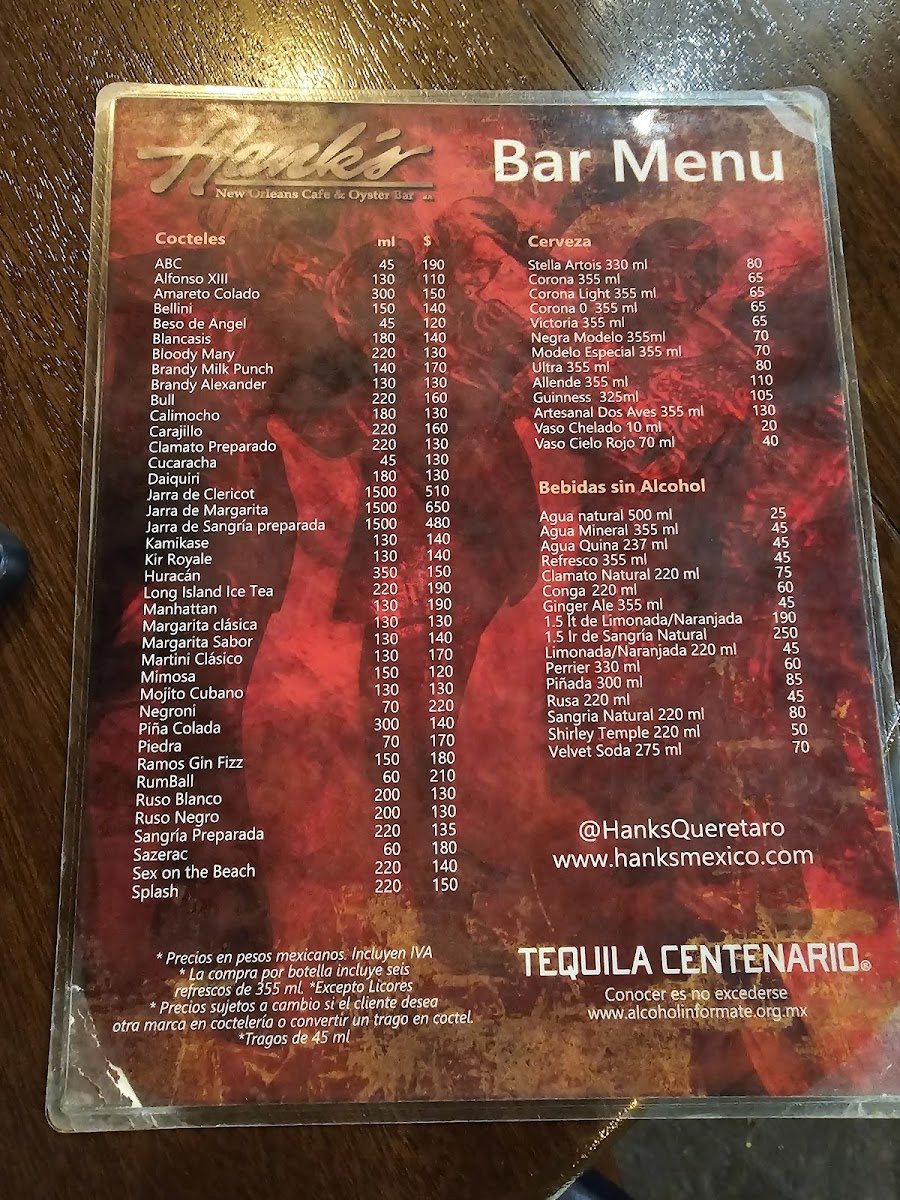 Hank's
New Orleans Cafe & Oyster Bar
Bar Menu
Cocteles ml $
ABC 45 190
Alfonso XIII 130 110
Amareto Colado 300 150
Bellini 150 140
Beso de Angel 45 120
Blancasis 180 140
Bloody Mary 220 130
Brandy Milk Punch 140 170
Brandy Alexander 130 130
Bull 220 160
Calimocho 180 130
Carajillo 220 160
Clamato Preparado 220 130
Cucaracha 45 130
Daiquiri 180 130
Jarra de Clericot 1500 510
Jarra de Margarita 1500 650
Jarra de Sangría preparada 1500 480
Kamikase 130 140
Kir Royale 130 140
Huracán 350 150
Long Island Ice Tea 220 190
Manhattan 130 190
Margarita clásica 130 130
Margarita Sabor 130 140
Martini Clásico 130 170
Mimosa 150 120
Mojito Cubano 130 130
Negroni 70 220
Piña Colada 300 140
Piedra 70 170
Ramos Gin Fizz 150 180
RumBall 60 210
Ruso Blanco 200 130
Ruso Negro 200 130
Sangría Preparada 220 135
Sazerac 60 180
Sex on the Beach 220 140
Splash 220 150
* Precios en pesos mexicanos. Incluyen IVA
* La compra por botella incluye seis
refrescos de 355 ml. *Excepto Licores
* Precios sujetos a cambio si el cliente desea
otra marca en coctelería o convertir un trago en coctel.
*Tragos de 45 ml
Cerveza
Stella Artois 330 ml 80
Corona 355 ml 65
Corona Light 355 ml 65
Corona 0 355 ml 65
Victoria 355 ml 65
Negra Modelo 355ml 70
Modelo Especial 355 ml 70
Ultra 355 ml 80
Allende 355 ml 110
Guinness 325ml 105
Artesanal Dos Aves 355 ml 130
Vaso Chelado 10 ml 20
Vaso Cielo Rojo 70 ml 40
Bebidas sin Alcohol
Agua natural 500 ml 25
Agua Mineral 355 ml 45
Agua Quina 237 ml 45
Refresco 355 ml 45
Clamato Natural 220 ml 75
Conga 220 ml 60
Ginger Ale 355 ml 45
1.5 lt de Limonada/Naranjada 190
1.5 lr de Sangría Natural 250
Limonada/Naranjada 220 ml 45
Perrier 330 ml 60
Piñada 300 ml 85
Rusa 220 ml 45
Sangria Natural 220 ml 80
Shirley Temple 220 ml 50
Velvet Soda 275 ml 70
@HanksQueretaro
www.hanksmexico.com
TEQUILA CENTENARIO®
Conocer es no excederse
www.alcoholinformate.org.mx